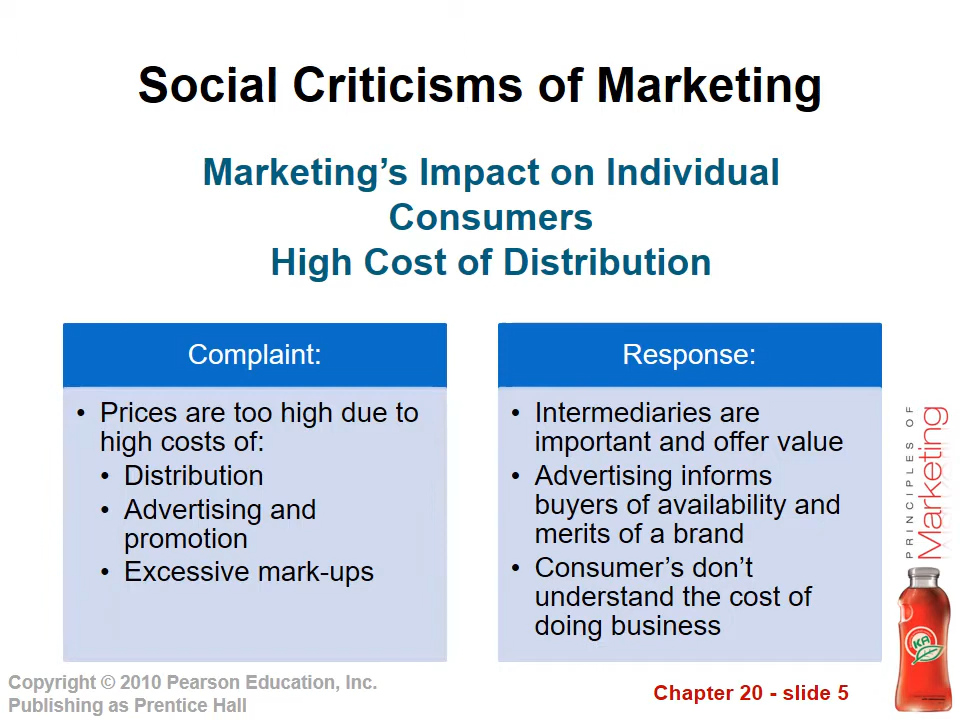 Social Criticisms of Marketing
Marketing’s Impact on Individual
Consumers
High Cost of Distribution
Complaint:
• Prices are too high due to
high costs of:
• Distribution
• Advertising and
promotion
• Excessive mark-ups
Response:
• Intermediaries are
important and offer value
• Advertising informs
buyers of availability and
merits of a brand
• Consumer’s don’t
understand the cost of
doing business
PRINCIPLES OF
Marketing
Copyright © 2010 Pearson Education, Inc.
Publishing as Prentice Hall
Chapter 20 - slide 5